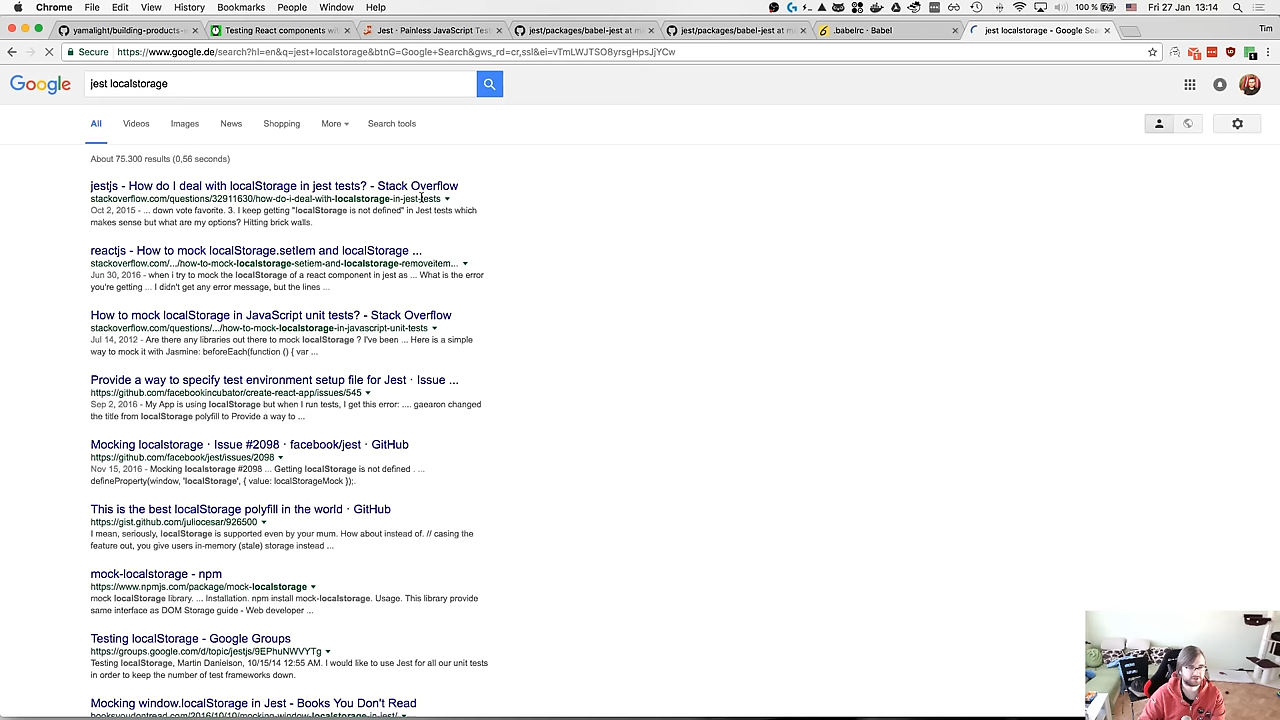 Chrome File Edit View History Bookmarks People Window Help
100 % Fri 27 Jan 13:14
yamalight/building-products-
Testing React components with
Jest · Painless JavaScript Tes
jest/packages/babel-jest at m
jest/packages/babel-jest at ma
.babelrc · Babel
jest localstorage - Google Sea
Tim
Secure https://www.google.de/search?hl=en&q=jest+localstorage&btnG=Google+Search&gws_rd=cr,ssl&ei=vTmLWJTSO8yrsgHpsJjYCw
Google jest localstorage
All Videos Images News Shopping More Search tools
About 75.300 results (0,56 seconds)
jestjs - How do I deal with localStorage in jest tests? - Stack Overflow
stackoverflow.com/questions/32911630/how-do-i-deal-with-localstorage-in-jest-tests
Oct 2, 2015 - ... down vote favorite. 3. I keep getting "localStorage is not defined" in Jest tests which
makes sense but what are my options? Hitting brick walls.
reactjs - How to mock localStorage.setIem and localStorage ...
stackoverflow.com/.../how-to-mock-localstorage-setiem-and-localstorage-removeitem...
Jun 30, 2016 - when i try to mock the localStorage of a react component in jest as ... What is the error
you're getting ... I didn't get any error message, but the lines ...
How to mock localStorage in JavaScript unit tests? - Stack Overflow
stackoverflow.com/questions/.../how-to-mock-localstorage-in-javascript-unit-tests
Jul 14, 2012 - Are there any libraries out there to mock localStorage ? I've been ... Here is a simple
way to mock it with Jasmine: beforeEach(function () { var ...
Provide a way to specify test environment setup file for Jest · Issue ...
https://github.com/facebookincubator/create-react-app/issues/545
Sep 2, 2016 - My App is using localStorage but when I run tests, I get this error: .... gaearon changed
the title from localStorage polyfill to Provide a way to ...
Mocking localstorage · Issue #2098 · facebook/jest · GitHub
https://github.com/facebook/jest/issues/2098
Nov 15, 2016 - Mocking localstorage #2098 ... Getting localStorage is not defined . ...
defineProperty(window, 'localStorage', { value: localStorageMock });.
This is the best localStorage polyfill in the world · GitHub
https://gist.github.com/juliocesar/926500
I mean, seriously, localStorage is supported even by your mum. How about instead of. // casing the
feature out, you give users in-memory (stale) storage instead ...
mock-localstorage - npm
https://www.npmjs.com/package/mock-localstorage
mock localStorage library. ... Installation. npm install mock-localstorage. Usage. This library provide
same interface as DOM Storage guide - Web developer ...
Testing localStorage - Google Groups
https://groups.google.com/d/topic/jestjs/9EPhuNWVYTg
Testing localStorage, Martin Danielson, 10/15/14 12:55 AM. I would like to use Jest for all our unit tests
in order to keep the number of test frameworks down.
Mocking window.localStorage in Jest - Books You Don't Read
booksyoudontread.com/2016/10/10/mocking-window-localstorage-in-jest/